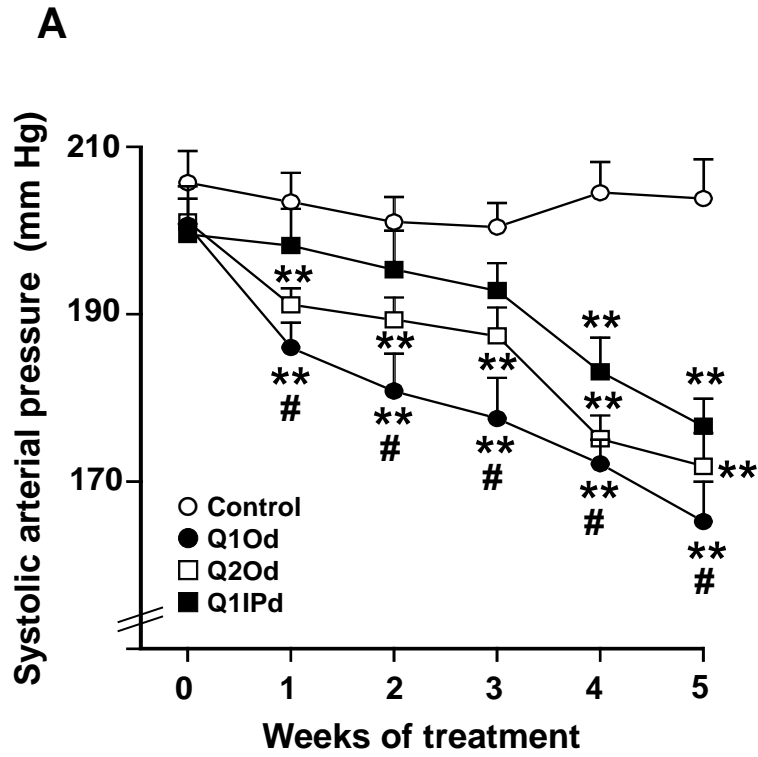 A
Systolic arterial pressure (mm Hg)
210
190
170
**
**
#
**
**
#
**
**
#
**
**
**
#
**
**
**
#
Control
Q1Od
Q2Od
Q1IPd
0 1 2 3 4 5
Weeks of treatment